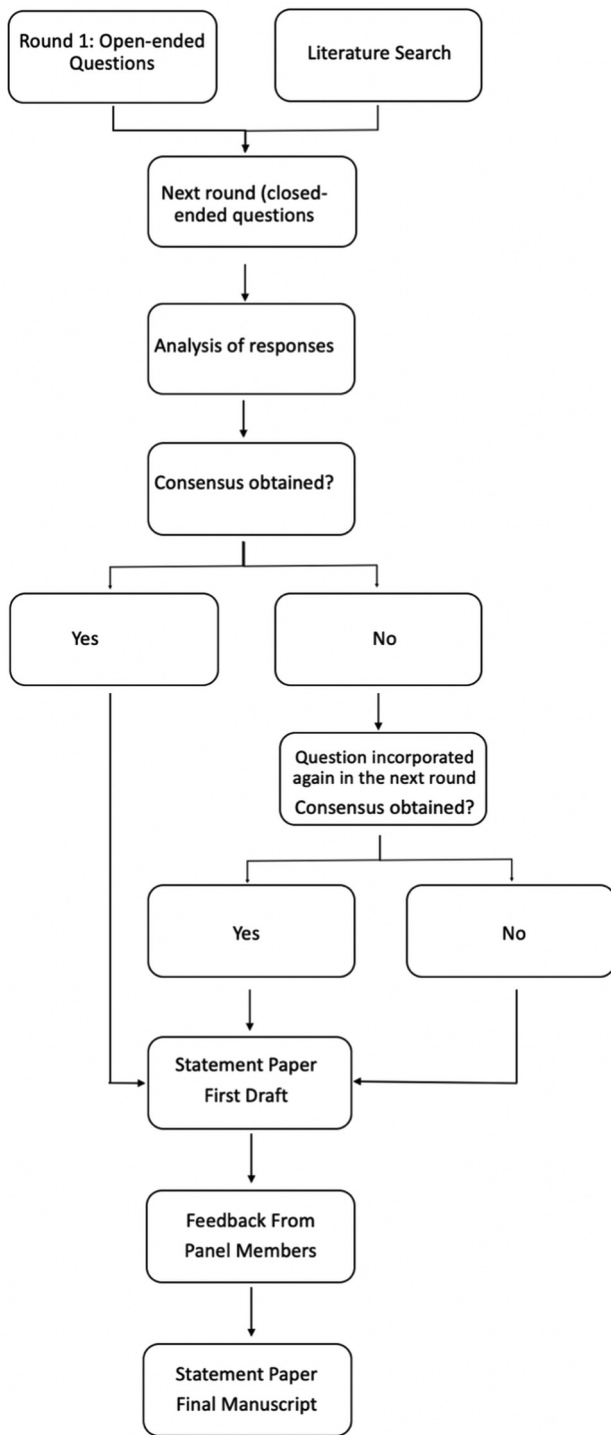 Round 1: Open-ended
Questions
Literature Search
Next round (closed-
ended questions
Analysis of responses
Consensus obtained?
Yes
No
Question incorporated
again in the next round
Consensus obtained?
Yes
No
Statement Paper
First Draft
Feedback From
Panel Members
Statement Paper
Final Manuscript